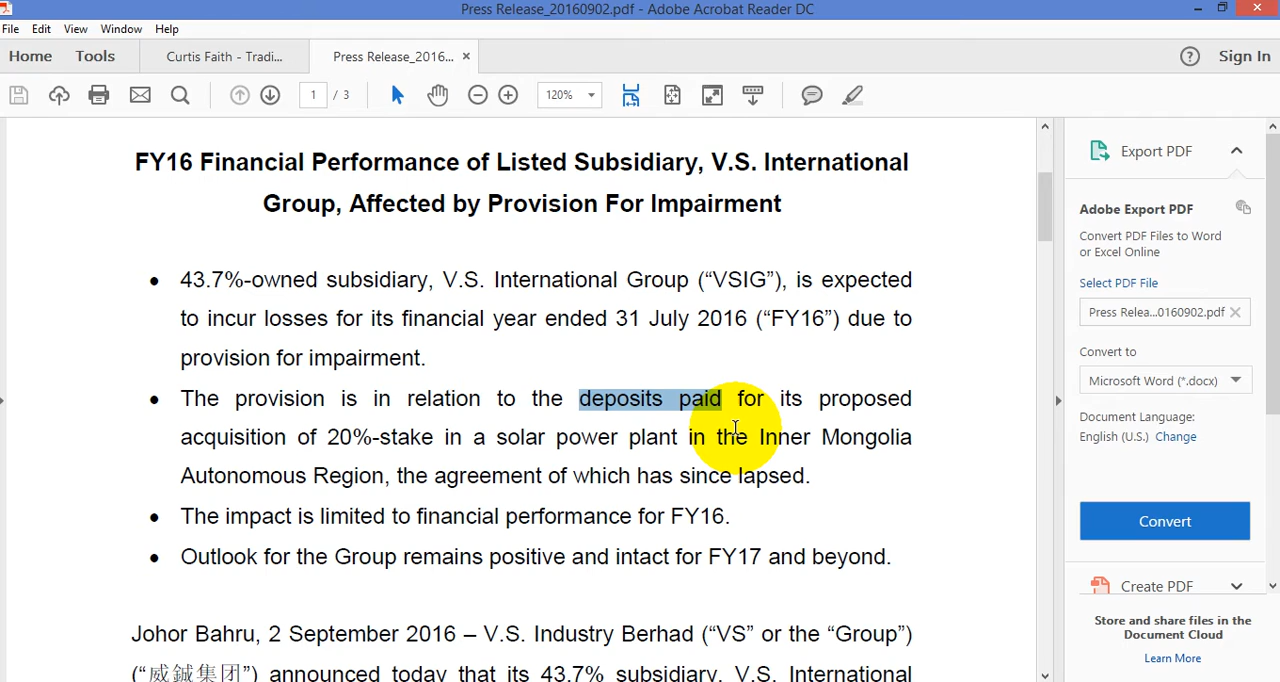 Press Release_20160902.pdf - Adobe Acrobat Reader DC
File Edit View Window Help
Home Tools Curtis Faith - Tradi... Press Release_2016... × ? Sign In
1 / 3 120%
FY16 Financial Performance of Listed Subsidiary, V.S. International
Group, Affected by Provision For Impairment
• 43.7%-owned subsidiary, V.S. International Group (“VSIG”), is expected
to incur losses for its financial year ended 31 July 2016 (“FY16”) due to
provision for impairment.
• The provision is in relation to the deposits paid for its proposed
acquisition of 20%-stake in a solar power plant in the Inner Mongolia
Autonomous Region, the agreement of which has since lapsed.
• The impact is limited to financial performance for FY16.
• Outlook for the Group remains positive and intact for FY17 and beyond.
Johor Bahru, 2 September 2016 – V.S. Industry Berhad (“VS” or the “Group”)
(“威鋮集团”) announced today that its 43.7% subsidiary, V.S. International
Export PDF
Adobe Export PDF
Convert PDF Files to Word
or Excel Online
Select PDF File
Press Relea...0160902.pdf ×
Convert to
Microsoft Word (*.docx)
Document Language:
English (U.S.) Change
Convert
Create PDF
Store and share files in the
Document Cloud
Learn More